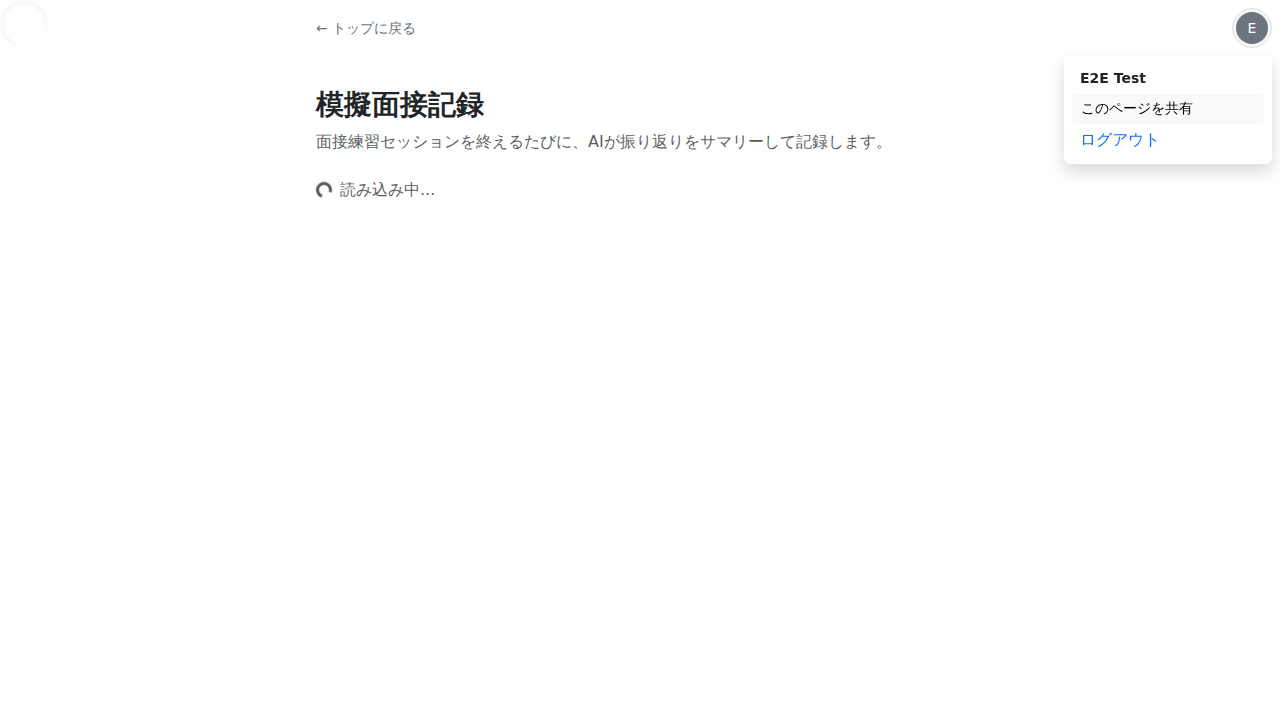 ← トップに戻る
E
E2E Test
このページを共有
ログアウト
模擬面接記録
面接練習セッションを終えるたびに、AIが振り返りをサマリーして記録します。
読み込み中...